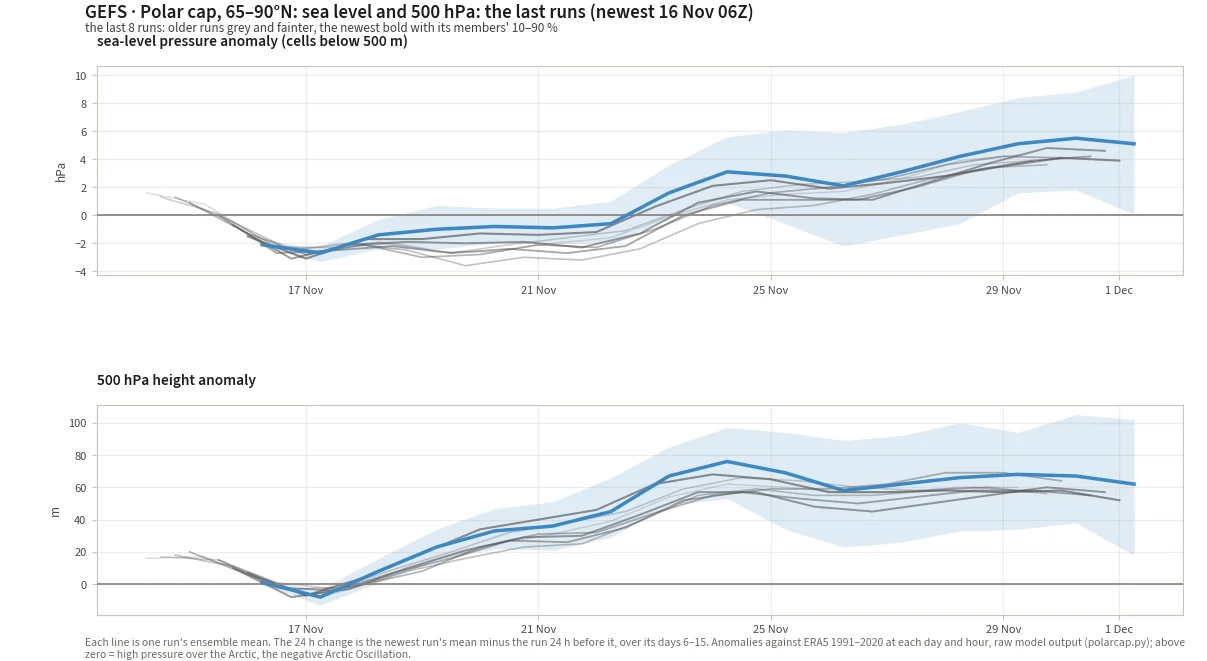 GEFS · Polar cap, 65–90°N: sea level and 500 hPa: the last runs (newest 16 Nov 06Z)
the last 8 runs: older runs grey and fainter, the newest bold with its members' 10–90 %
sea-level pressure anomaly (cells below 500 m)
10
8
6
4
2
0
−2
−4
hPa
17 Nov
21 Nov
25 Nov
29 Nov
1 Dec
500 hPa height anomaly
100
80
60
40
20
0
m
17 Nov
21 Nov
25 Nov
29 Nov
1 Dec
Each line is one run's ensemble mean. The 24 h change is the newest run's mean minus the run 24 h before it, over its days 6–15. Anomalies against ERA5 1991–2020 at each day and hour, raw model output (polarcap.py); above
zero = high pressure over the Arctic, the negative Arctic Oscillation.